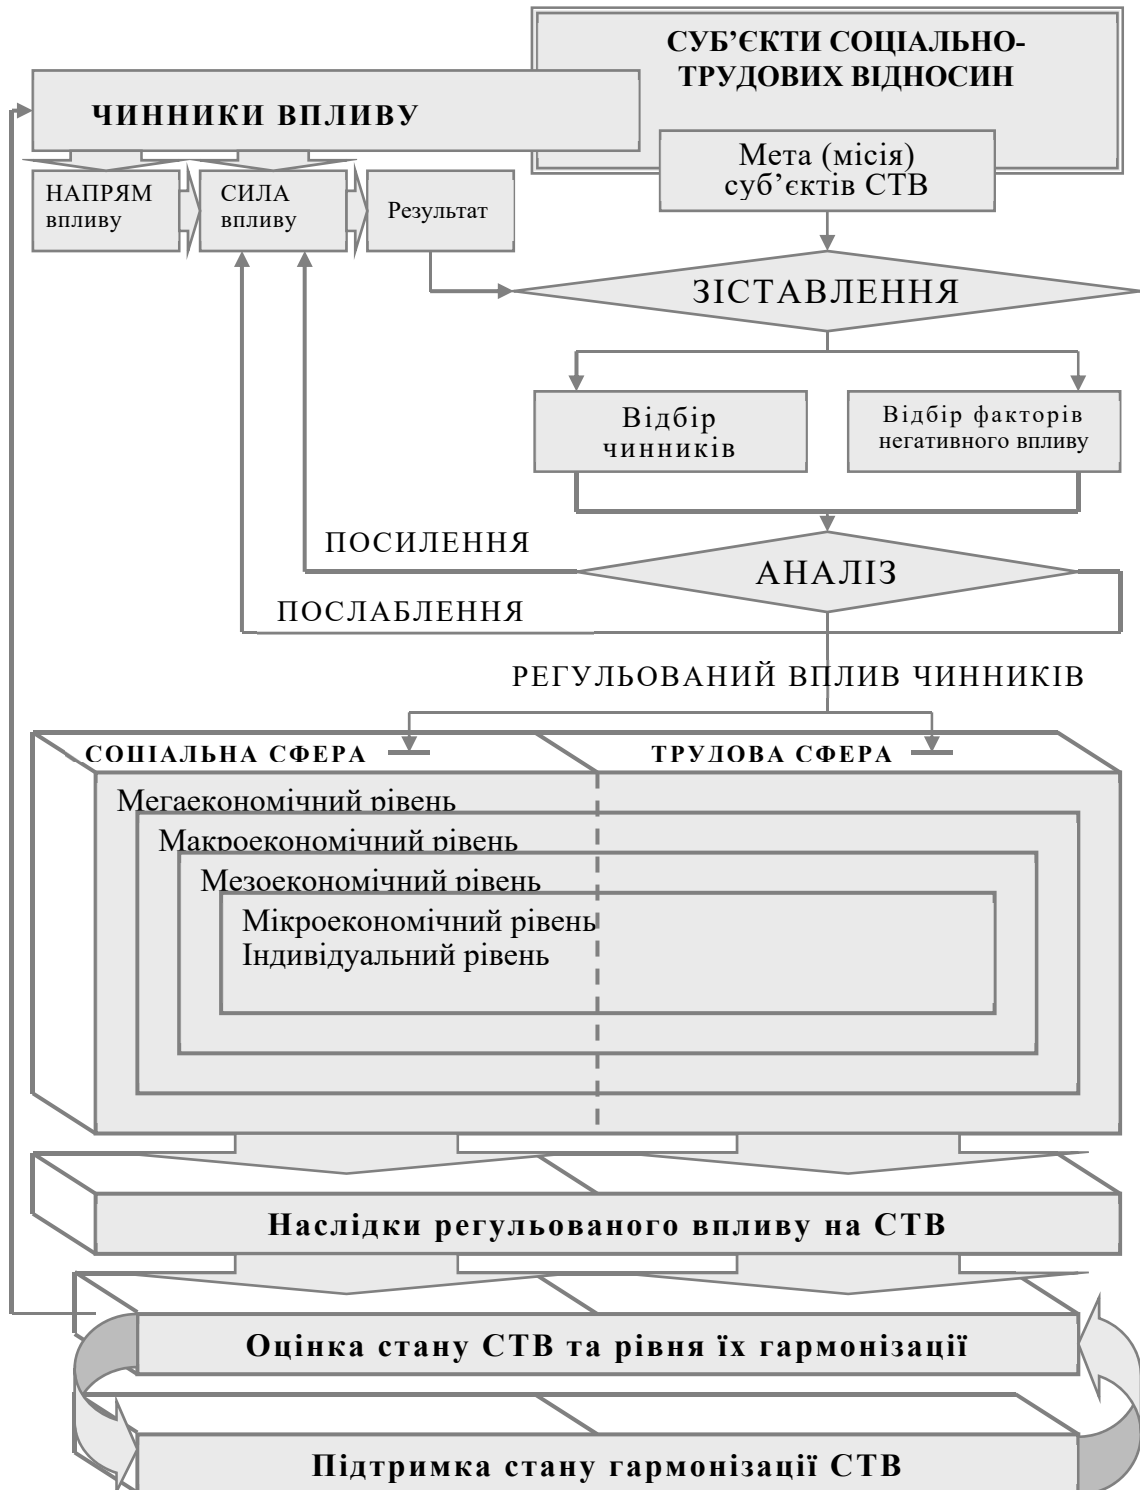 СУБ’ЄКТИ СОЦІАЛЬНО-
ТРУДОВИХ ВІДНОСИН
ЧИННИКИ ВПЛИВУ
Мета (місія)
суб’єктів СТВ
НАПРЯМ
впливу
СИЛА
впливу
Результат
ЗІСТАВЛЕННЯ
Відбір
чинників
Відбір факторів
негативного впливу
ПОСИЛЕННЯ
АНАЛІЗ
ПОСЛАБЛЕННЯ
РЕГУЛЬОВАНИЙ ВПЛИВ ЧИННИКІВ
СОЦІАЛЬНА СФЕРА
ТРУДОВА СФЕРА
Мегаекономічний рівень
Макроекономічний рівень
Мезоекономічний рівень
Мікроекономічний рівень
Індивідуальний рівень
Наслідки регульованого впливу на СТВ
Оцінка стану СТВ та рівня їх гармонізації
Підтримка стану гармонізації СТВ